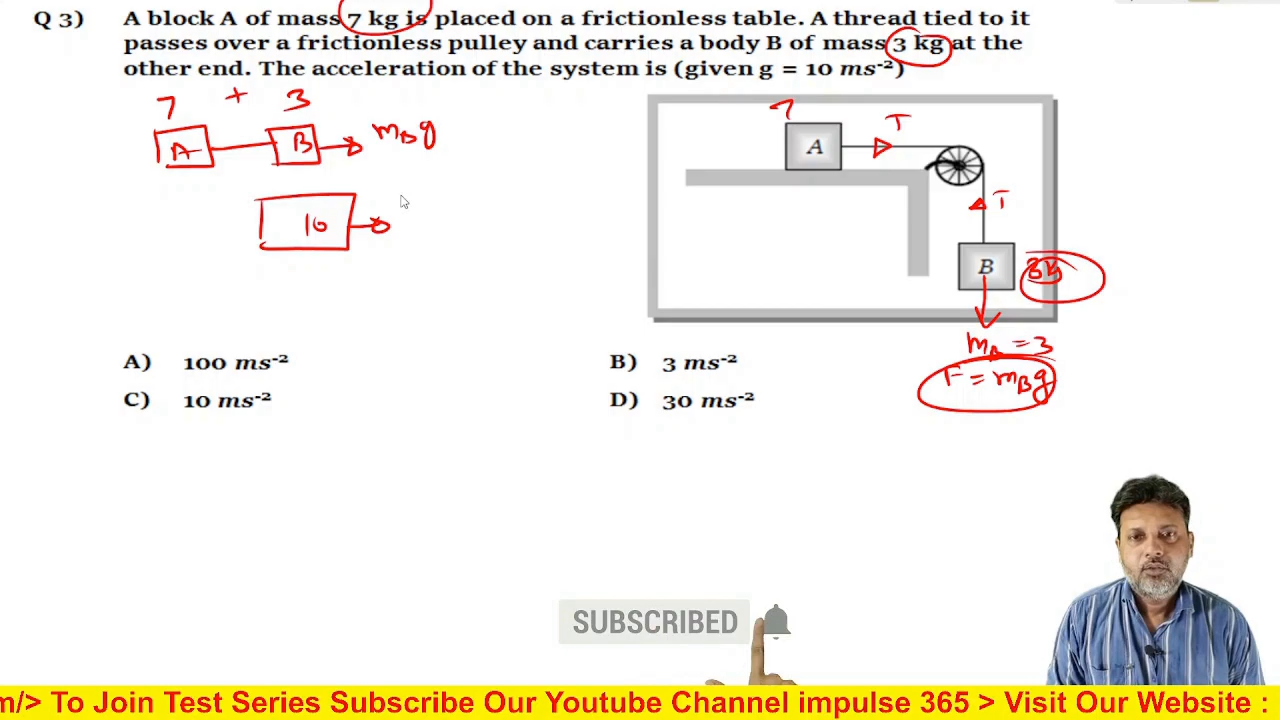 Q 3) A block A of mass 7 kg is placed on a frictionless table. A thread tied to it
passes over a frictionless pulley and carries a body B of mass 3 kg at the
other end. The acceleration of the system is (given g = 10 ms⁻²)
7 + 3
A B m_B g
10
7
A T
T
B 3kg
m_B = 3
F = m_B g
A) 100 ms⁻² B) 3 ms⁻²
C) 10 ms⁻² D) 30 ms⁻²
SUBSCRIBED
m/> To Join Test Series Subscribe Our Youtube Channel impulse 365 > Visit Our Website :